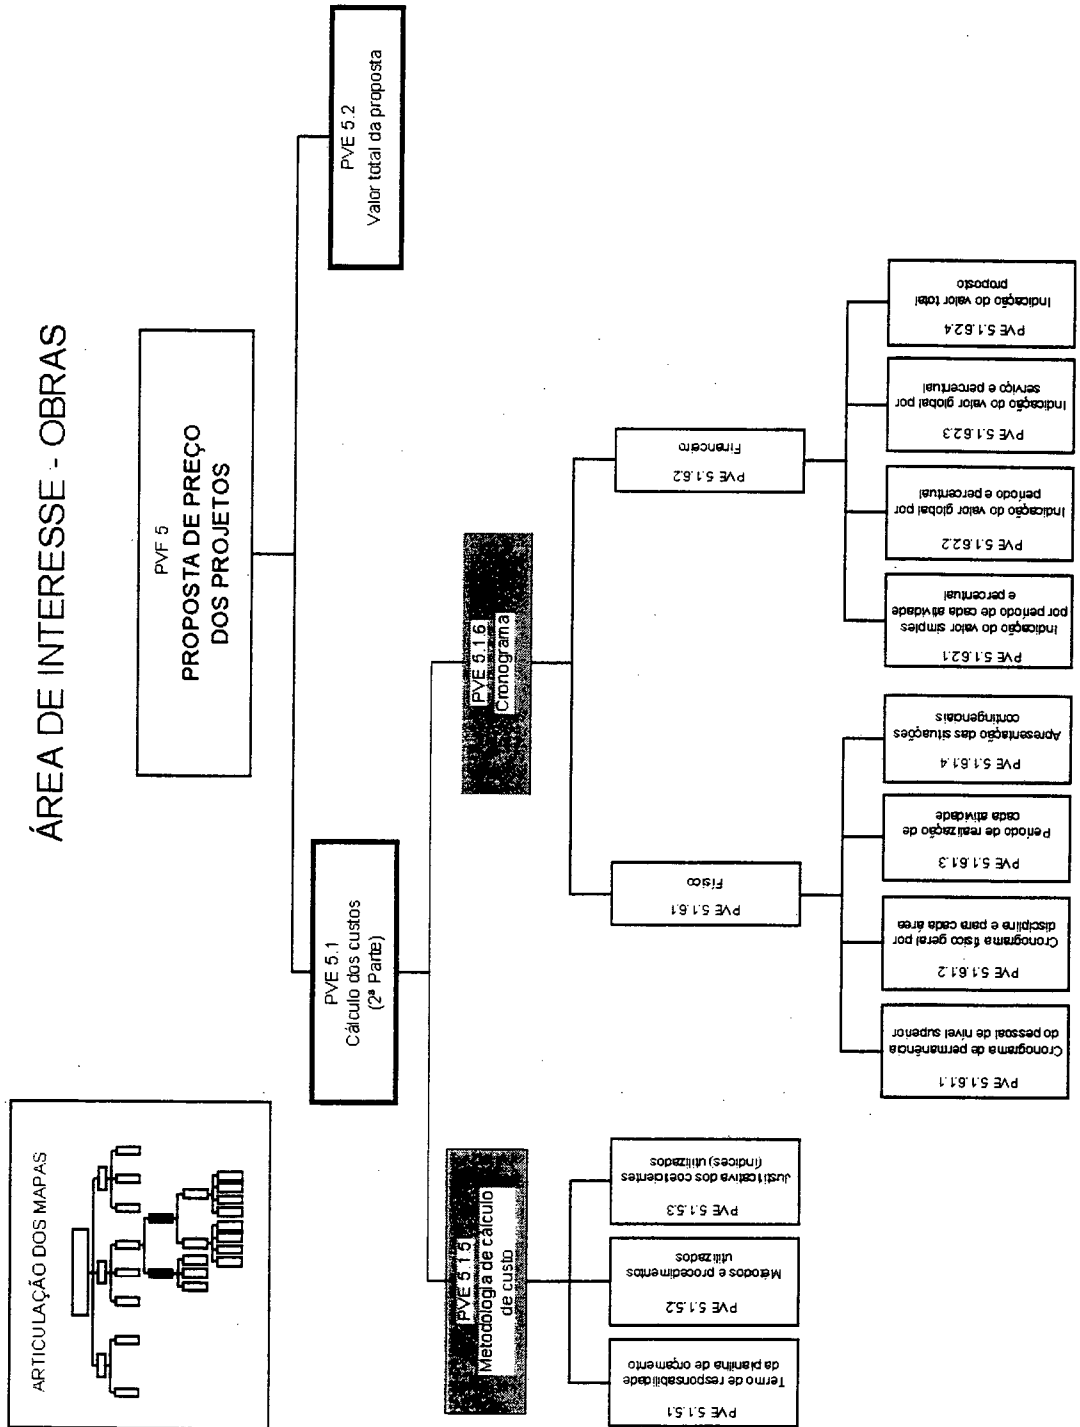 ÁREA DE INTERESSE - OBRAS
ARTICULAÇÃO DOS MAPAS
PVF 5
PROPOSTA DE PREÇO
DOS PROJETOS
PVE 5.1
Cálculo dos custos
(2ª Parte)
PVE 5.2
Valor total da proposta
PVE 5.1.5
Metodologia de cálculo
de custo
PVE 5.1.6
Cronograma
PVE 5.1.5.1
Termo de responsabilidade
da planilha de orçamento
PVE 5.1.5.2
Métodos e procedimentos
utilizados
PVE 5.1.5.3
Justificativa dos coeficientes
(índices) utilizados
PVE 5.1.6.1
Físico
PVE 5.1.6.2
Financeiro
PVE 5.1.6.1.1
Cronograma de permanência
do pessoal de nível superior
PVE 5.1.6.1.2
Cronograma físico geral por
disciplina e para cada área
PVE 5.1.6.1.3
Período de realização de
cada atividade
PVE 5.1.6.1.4
Apresentação das situações
contingenciais
PVE 5.1.6.2.1
Indicação do valor simples
por período de cada atividade
e percentual
PVE 5.1.6.2.2
Indicação do valor global por
período e percentual
PVE 5.1.6.2.3
Indicação do valor global por
serviço e percentual
PVE 5.1.6.2.4
Indicação do valor total
proposto